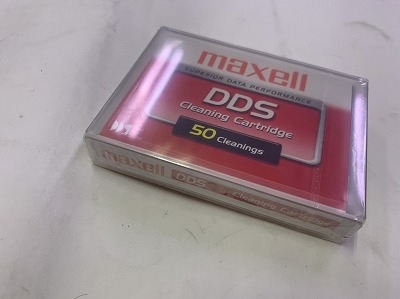 maxell
SUPERIOR DATA PERFORMANCE
DDS
Cleaning Cartridge
50 Cleanings
maxell DDS Cleaning Cartridge